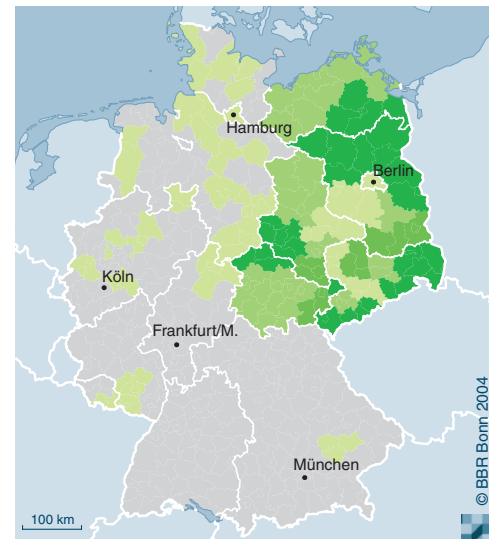 Hamburg
Berlin
Köln
Frankfurt/M.
München
100 km
© BBR Bonn 2004